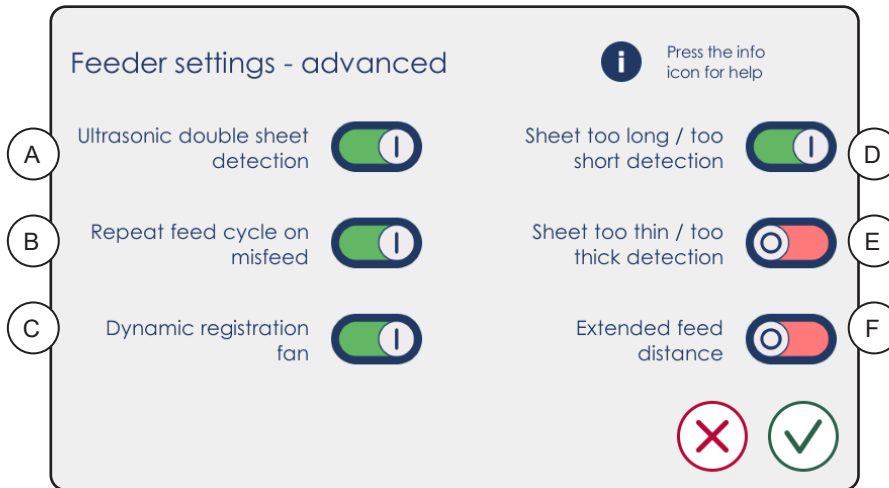 Feeder settings - advanced
i
Press the info
icon for help
A
Ultrasonic double sheet
detection
Sheet too long / too
short detection
D
B
Repeat feed cycle on
misfeed
Sheet too thin / too
thick detection
E
C
Dynamic registration
fan
Extended feed
distance
F